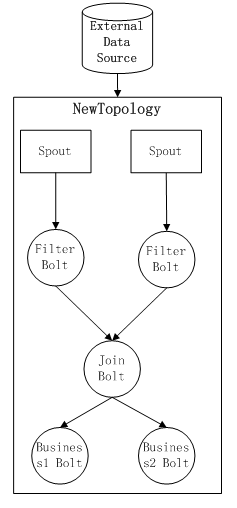 External
Data
Source
NewTopology
Spout
Spout
Filter
Bolt
Filter
Bolt
Join
Bolt
Busines
s1 Bolt
Busines
s2 Bolt